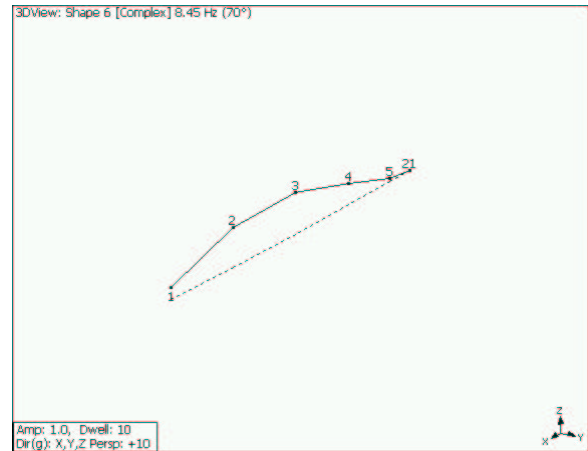 3DView: Shape 6 [Complex] 8.45 Hz (70°)
21
5
4
3
2
1
Z
X
Y
Amp: 1.0, Dwell: 10
Dir(g): X,Y,Z Persp: +10